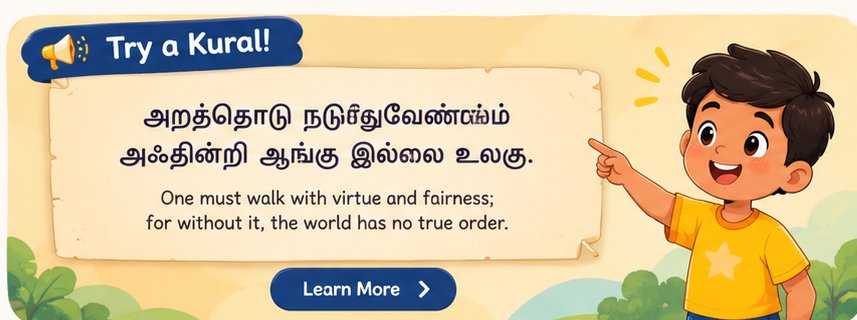 Try a Kural!
அறத்தொடு
அஃதின்றி ஆங்கு இல்லை உலகு.
One must walk with virtue and fairness;
for without it, the world has no true order.
Learn More